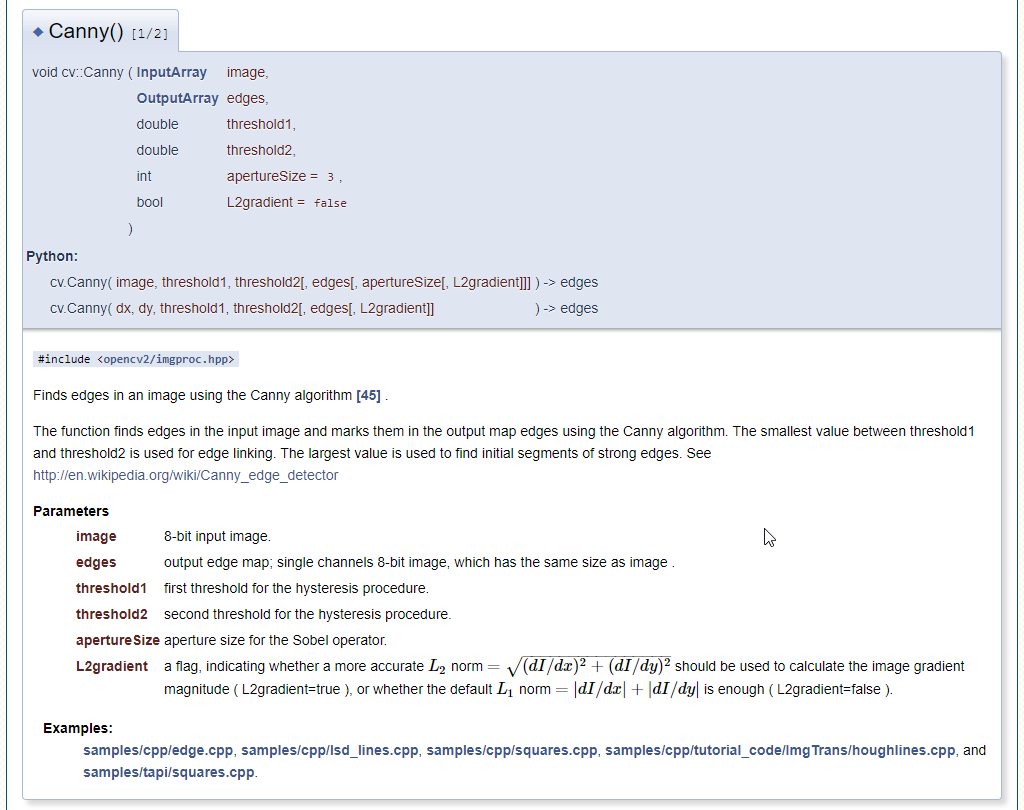 ◆ Canny() [1/2]
void cv::Canny ( InputArray image,
OutputArray edges,
double threshold1,
double threshold2,
int apertureSize = 3 ,
bool L2gradient = false
)
Python:
cv.Canny( image, threshold1, threshold2[, edges[, apertureSize[, L2gradient]]] ) -> edges
cv.Canny( dx, dy, threshold1, threshold2[, edges[, L2gradient]] ) -> edges
#include <opencv2/imgproc.hpp>
Finds edges in an image using the Canny algorithm [45] .
The function finds edges in the input image and marks them in the output map edges using the Canny algorithm. The smallest value between threshold1
and threshold2 is used for edge linking. The largest value is used to find initial segments of strong edges. See
http://en.wikipedia.org/wiki/Canny_edge_detector
Parameters
image 8-bit input image.
edges output edge map; single channels 8-bit image, which has the same size as image .
threshold1 first threshold for the hysteresis procedure.
threshold2 second threshold for the hysteresis procedure.
apertureSize aperture size for the Sobel operator.
L2gradient a flag, indicating whether a more accurate L₂ norm = √(dI/dx)² + (dI/dy)² should be used to calculate the image gradient
magnitude ( L2gradient=true ), or whether the default L₁ norm = |dI/dx| + |dI/dy| is enough ( L2gradient=false ).
Examples:
samples/cpp/edge.cpp, samples/cpp/lsd_lines.cpp, samples/cpp/squares.cpp, samples/cpp/tutorial_code/ImgTrans/houghlines.cpp, and
samples/tapi/squares.cpp.